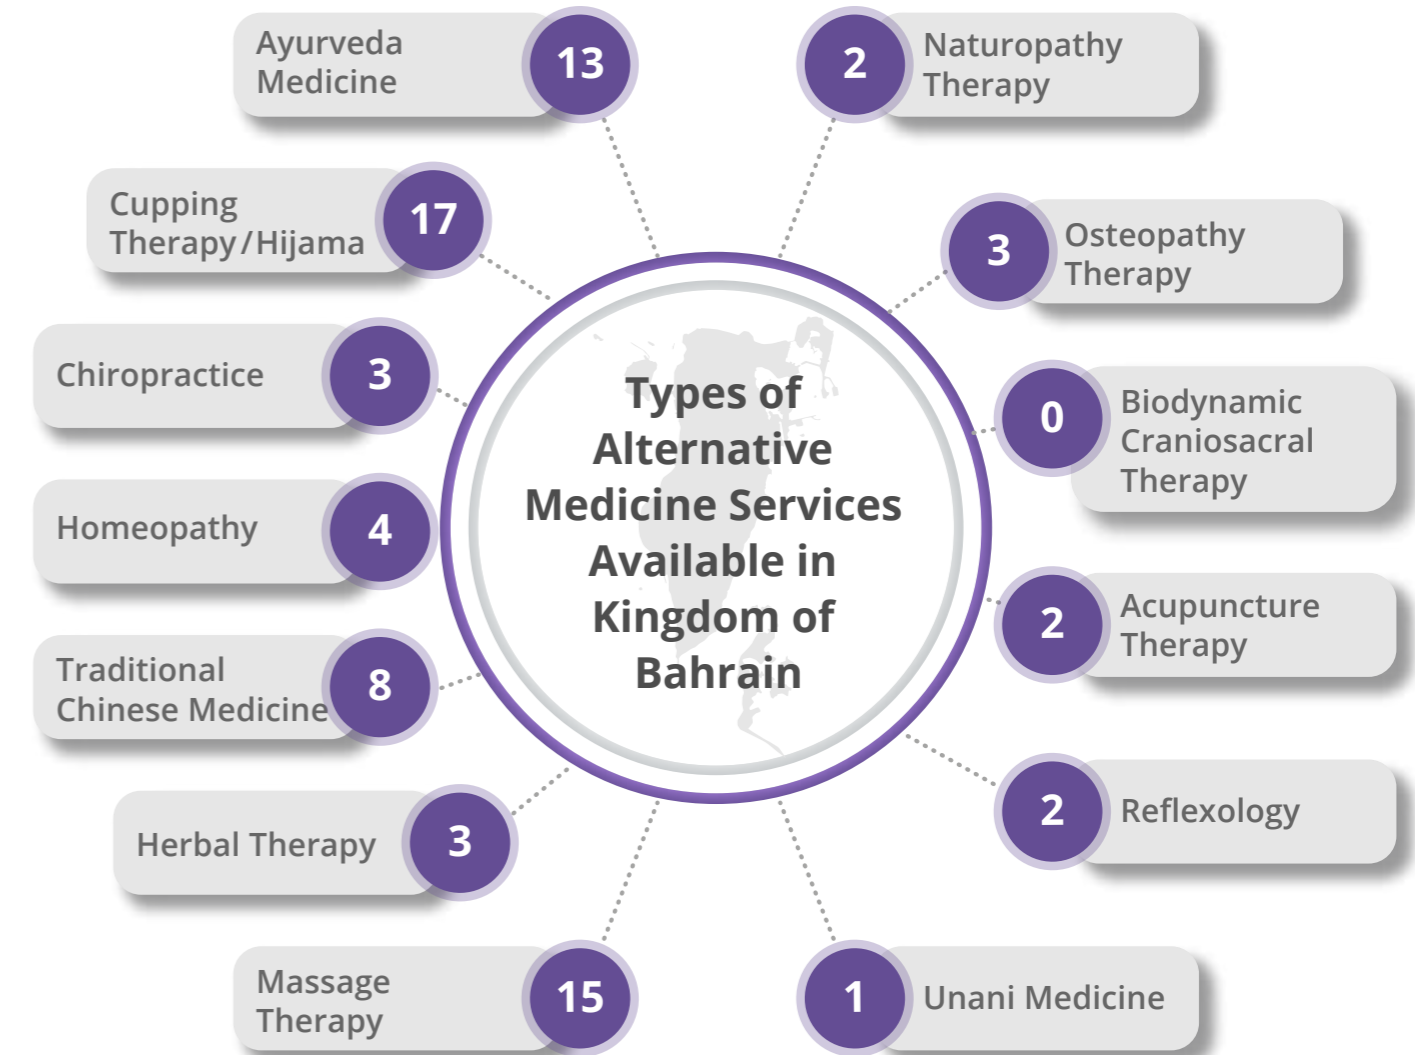 Types of
Alternative
Medicine Services
Available in
Kingdom of
Bahrain
Ayurveda
Medicine
13
Cupping
Therapy/Hijama
17
Chiropractice
3
Homeopathy
4
Traditional
Chinese Medicine
8
Herbal Therapy
3
Massage
Therapy
15
2
Naturopathy
Therapy
3
Osteopathy
Therapy
0
Biodynamic
Craniosacral
Therapy
2
Acupuncture
Therapy
2
Reflexology
1
Unani Medicine